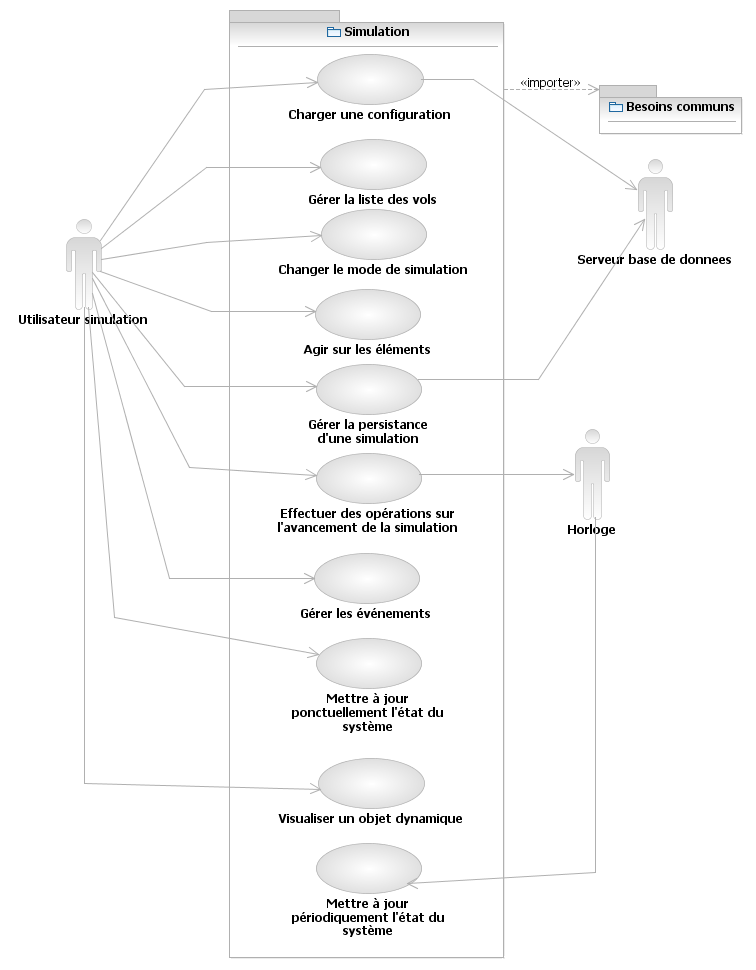 Simulation
«importer»
Besoins communs
Charger une configuration
Gérer la liste des vols
Serveur base de donnees
Changer le mode de simulation
Utilisateur simulation
Agir sur les éléments
Gérer la persistance
d'une simulation
Effectuer des opérations sur
l'avancement de la simulation
Horloge
Gérer les événements
Mettre à jour
ponctuellement l'état du
système
Visualiser un objet dynamique
Mettre à jour
périodiquement l'état du
système